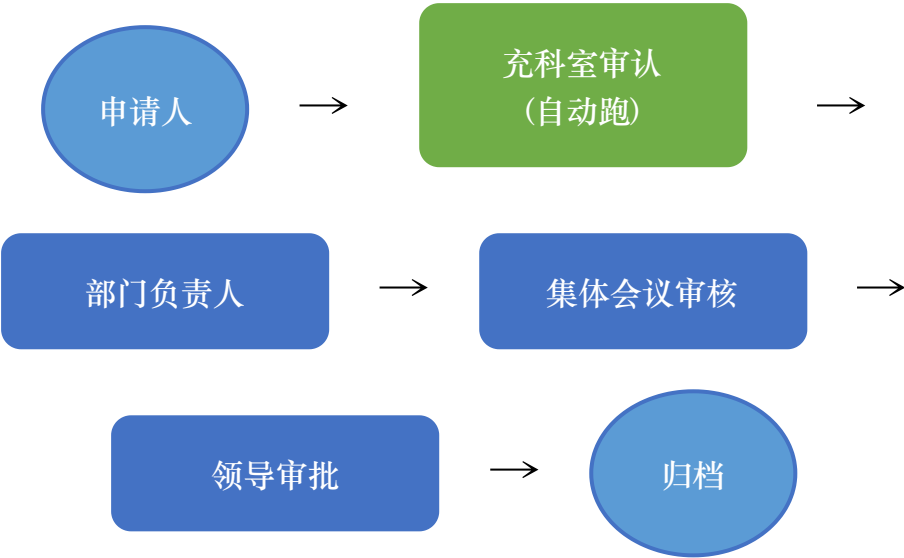 申请人
充科室审认
（自动跑）
部门负责人
集体会议审核
领导审批
归档